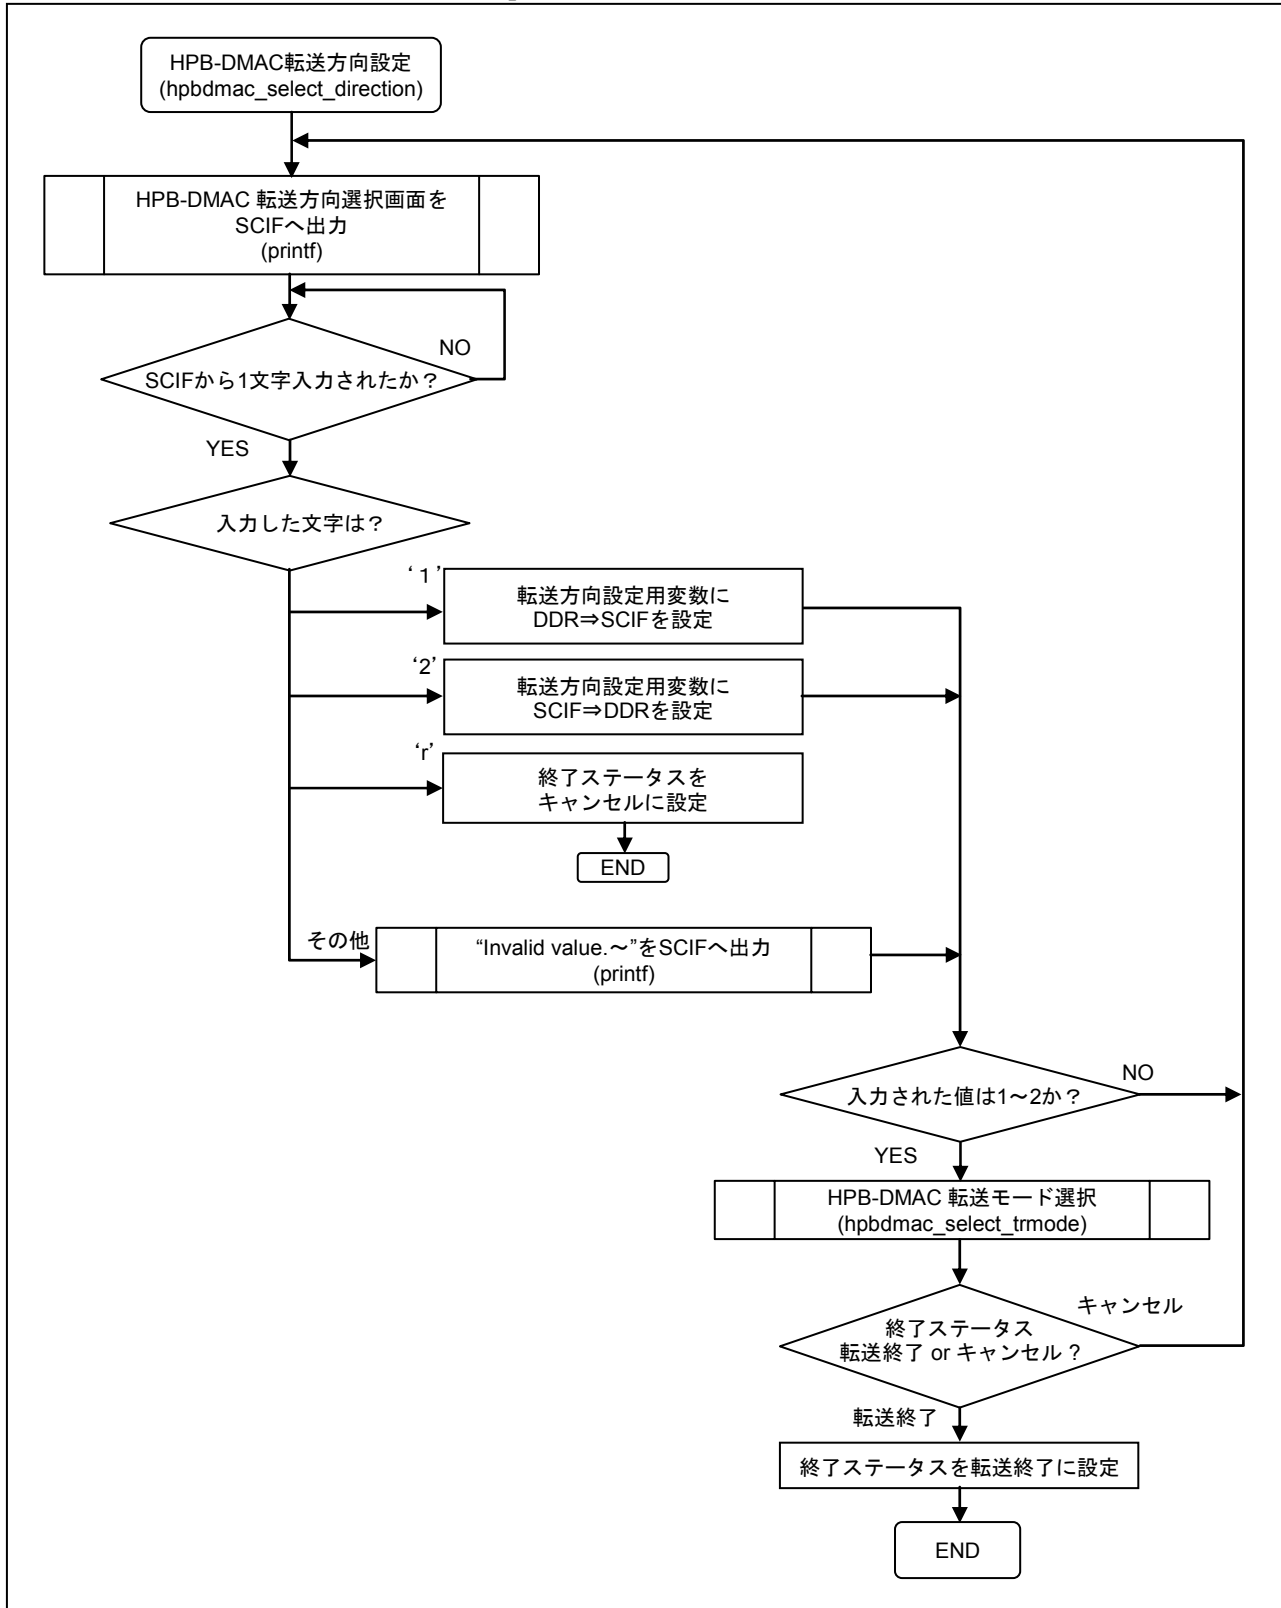 HPB-DMAC転送方向設定
(hpbdmac_select_direction)
HPB-DMAC 転送方向選択画面を
SCIFへ出力
(printf)
NO
SCIFから1文字入力されたか？
YES
入力した文字は？
‘１’
転送方向設定用変数に
DDR⇒SCIFを設定
‘2’
転送方向設定用変数に
SCIF⇒DDRを設定
‘r’
終了ステータスを
キャンセルに設定
END
その他
“Invalid value.～”をSCIFへ出力
(printf)
NO
入力された値は1～2か？
YES
HPB-DMAC 転送モード選択
(hpbdmac_select_trmode)
キャンセル
終了ステータス
転送終了 or キャンセル？
転送終了
終了ステータスを転送終了に設定
END